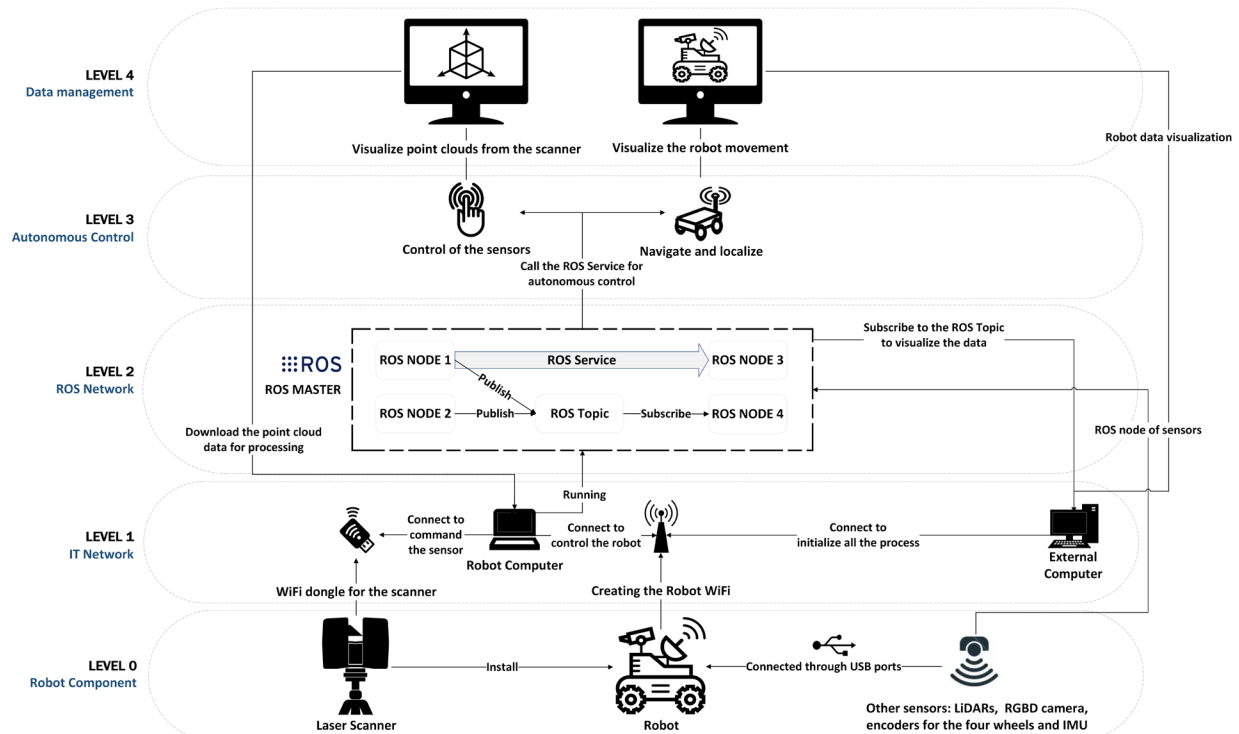 LEVEL 4
Data management
Visualize point clouds from the scanner
Visualize the robot movement
Robot data visualization
LEVEL 3
Autonomous Control
Control of the sensors
Navigate and localize
Call the ROS Service for
autonomous control
LEVEL 2
ROS Network
ROS
ROS MASTER
ROS NODE 1
ROS Service
ROS NODE 3
Publish
ROS NODE 2
Publish
ROS Topic
Subscribe
ROS NODE 4
Subscribe to the ROS Topic
to visualize the data
Download the point cloud
data for processing
ROS node of sensors
LEVEL 1
IT Network
Running
Connect to
command
the sensor
Robot Computer
Connect to
control the robot
Connect to
initialize all the process
External
Computer
WiFi dongle for the scanner
Creating the Robot WiFi
LEVEL 0
Robot Component
Laser Scanner
Install
Robot
Connected through USB ports
Other sensors: LiDARs, RGBD camera,
encoders for the four wheels and IMU